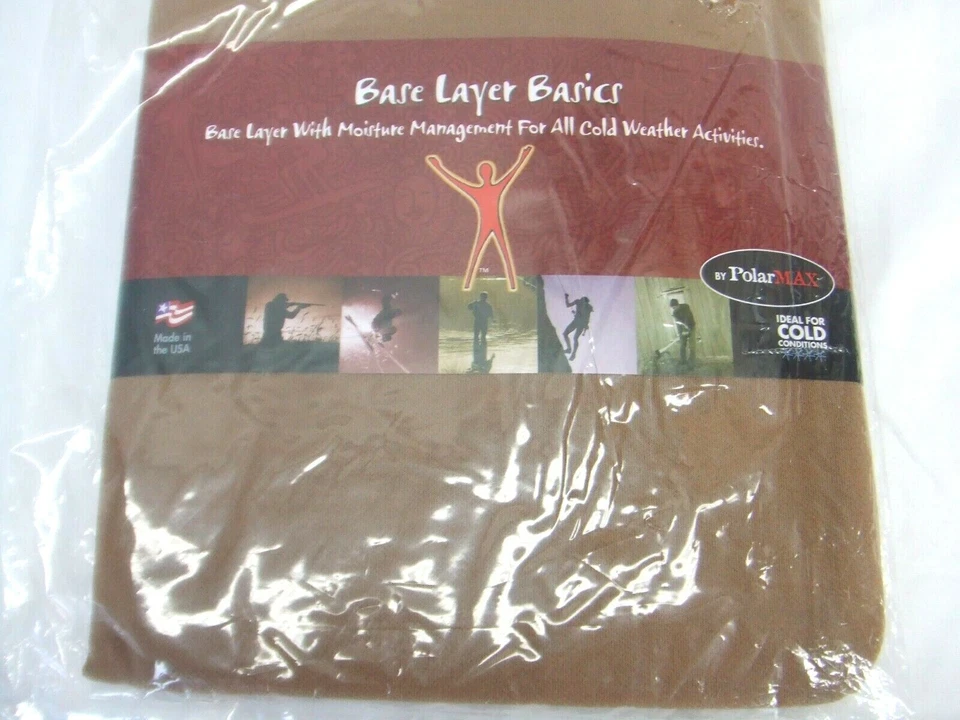 Base Layer Basics
Base Layer With Moisture Management For All Cold Weather Activities.
TM
BY PolarMAX
Made in
the USA
IDEAL FOR
COLD
CONDITIONS